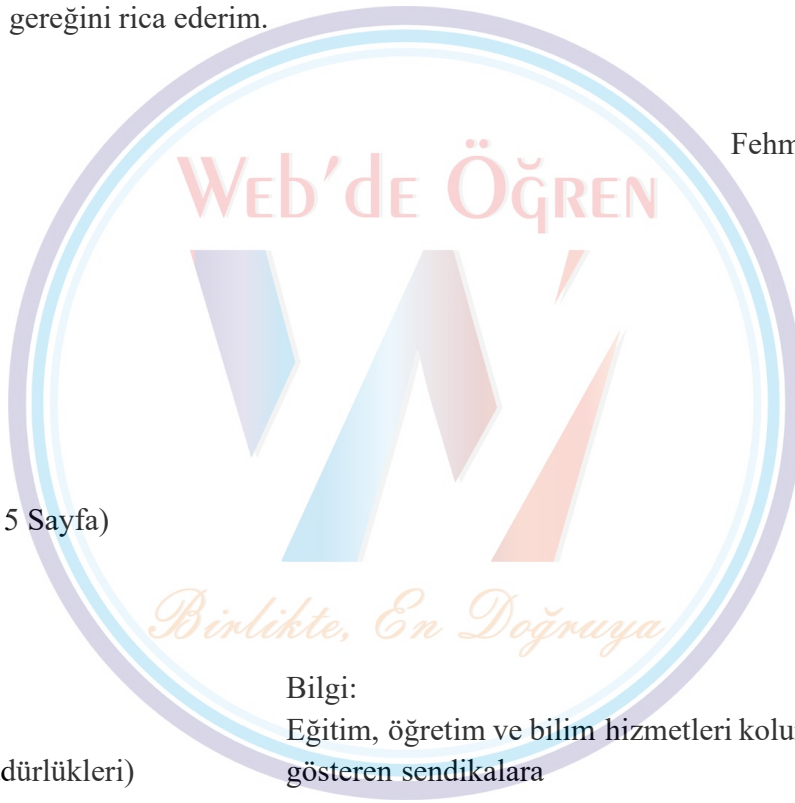 gereğini rica ederim.
Fehm
Web'de Öğren
5 Sayfa)
Birlikte, En Doğruya
Bilgi:
Eğitim, öğretim ve bilim hizmetleri kolu
dürlükleri)
gösteren sendikalara